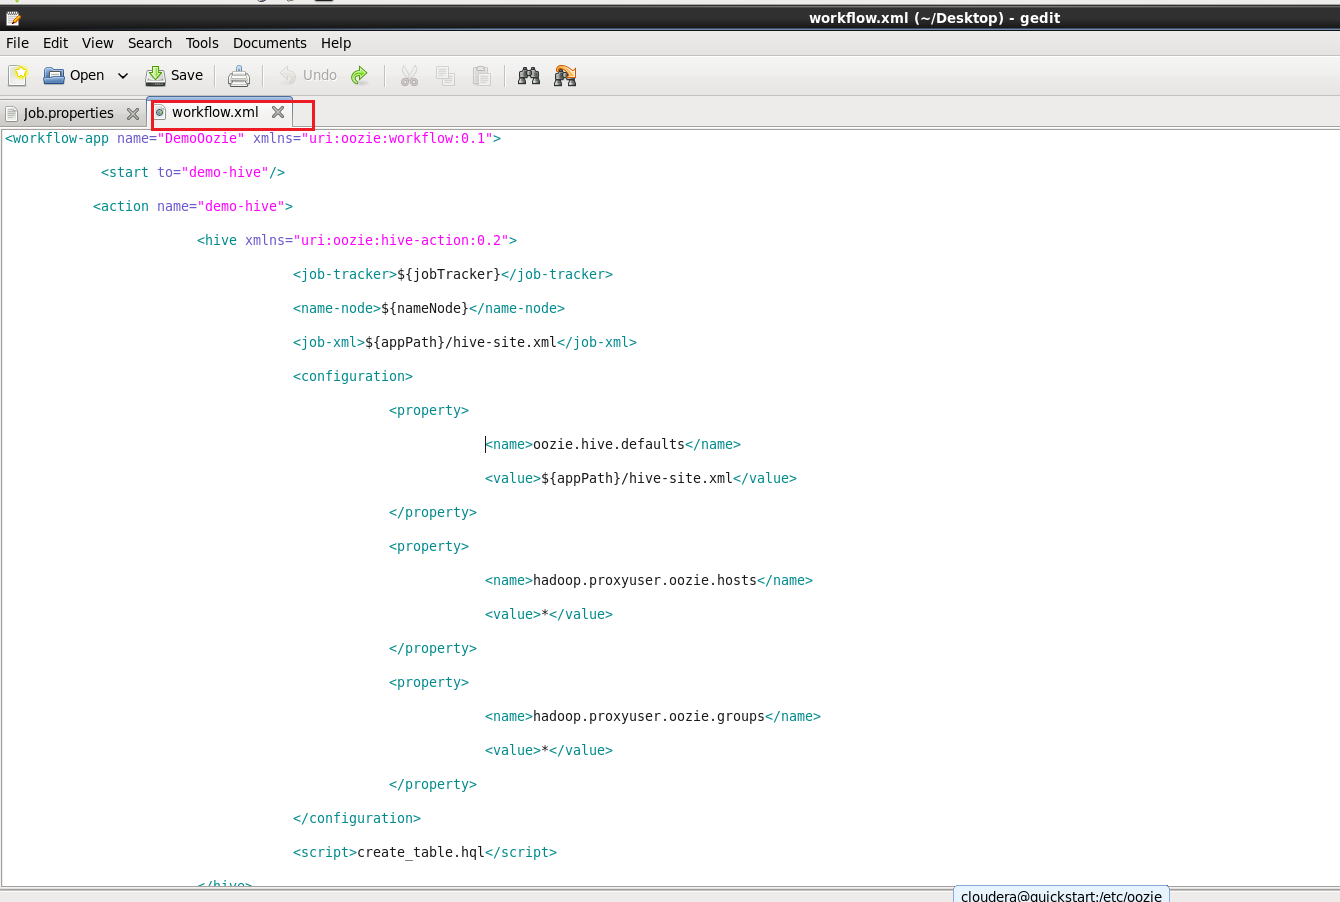 workflow.xml (~/Desktop) - gedit
File Edit View Search Tools Documents Help
Open Save Undo
Job.properties workflow.xml
<workflow-app name="DemoOozie" xmlns="uri:oozie:workflow:0.1">
<start to="demo-hive"/>
<action name="demo-hive">
<hive xmlns="uri:oozie:hive-action:0.2">
<job-tracker>${jobTracker}</job-tracker>
<name-node>${nameNode}</name-node>
<job-xml>${appPath}/hive-site.xml</job-xml>
<configuration>
<property>
<name>oozie.hive.defaults</name>
<value>${appPath}/hive-site.xml</value>
</property>
<property>
<name>hadoop.proxyuser.oozie.hosts</name>
<value>*</value>
</property>
<property>
<name>hadoop.proxyuser.oozie.groups</name>
<value>*</value>
</property>
</configuration>
<script>create_table.hql</script>
</hive>
cloudera@quickstart:/etc/oozie